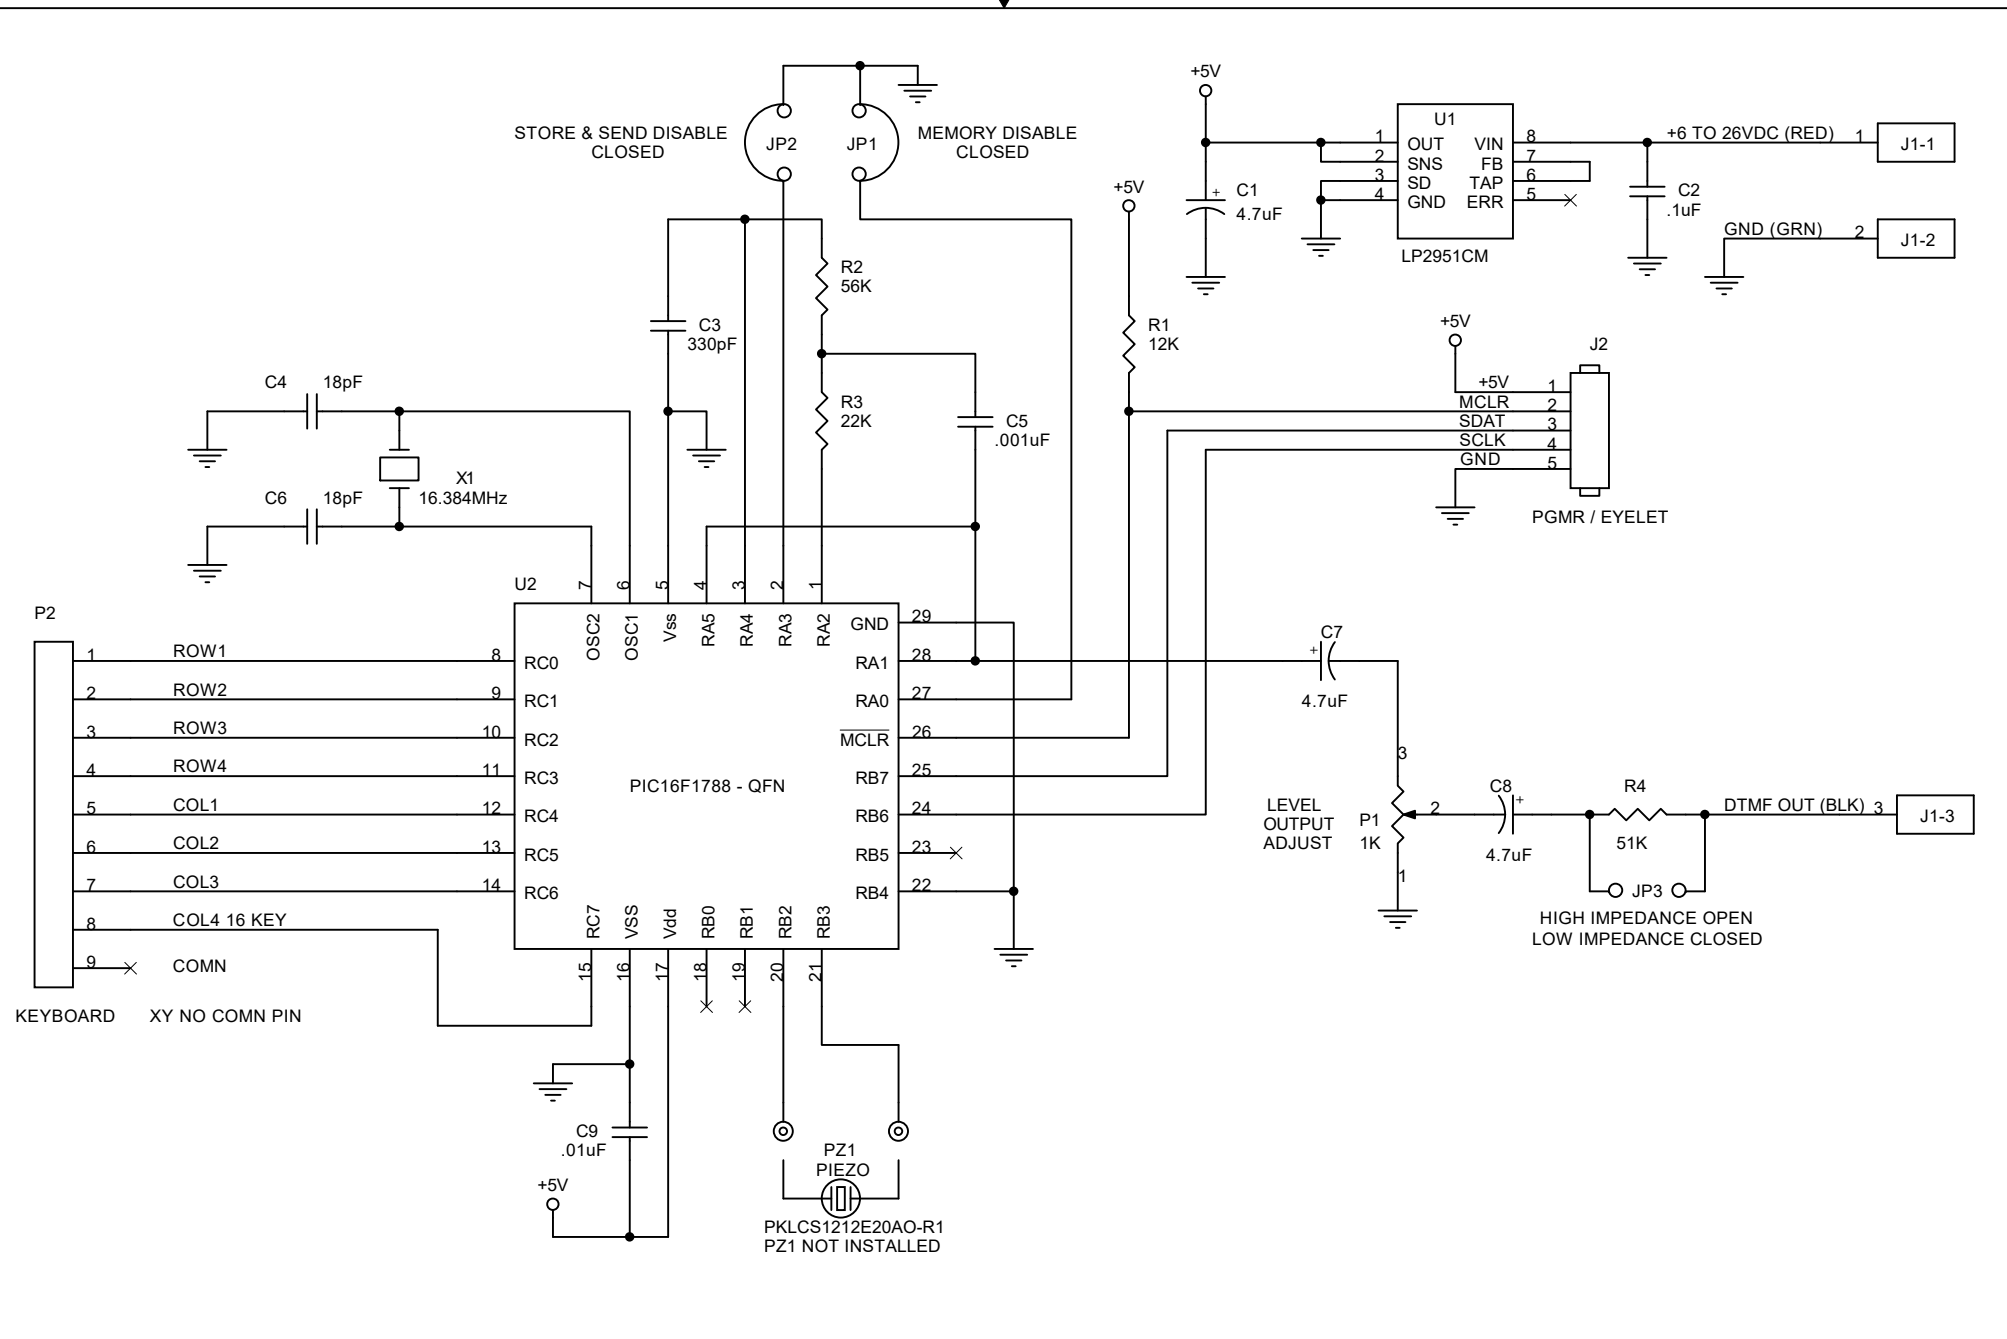 STORE & SEND DISABLE
CLOSED
JP2
JP1
MEMORY DISABLE
CLOSED
+5V
C1
4.7uF
+
U1
1 OUT VIN 8
2 SNS FB 7
3 SD TAP 6
4 GND ERR 5
LP2951CM
+6 TO 26VDC (RED) 1 J1-1
C2
.1uF
GND (GRN) 2 J1-2
+5V
R1
12K
R2
56K
C3
330pF
R3
22K
C5
.001uF
C4 18pF
C6 18pF
X1
16.384MHz
+5V
J2
+5V 1
MCLR 2
SDAT 3
SCLK 4
GND 5
PGMR / EYELET
U2
7 6 5 4 3 2 1
OSC2 OSC1 Vss RA5 RA4 RA3 RA2
P2
1 ROW1 8 RC0
2 ROW2 9 RC1
3 ROW3 10 RC2
4 ROW4 11 RC3
5 COL1 12 RC4
6 COL2 13 RC5
7 COL3 14 RC6
8 COL4 16 KEY
9 COMN
KEYBOARD XY NO COMN PIN
PIC16F1788 - QFN
GND 29
RA1 28
RA0 27
MCLR 26
RB7 25
RB6 24
RB5 23
RB4 22
RC7 VSS Vdd RB0 RB1 RB2 RB3
15 16 17 18 19 20 21
C7
+
4.7uF
3
LEVEL
OUTPUT
ADJUST
P1
1K
2
1
C8
+
4.7uF
R4
51K
DTMF OUT (BLK) 3 J1-3
JP3
HIGH IMPEDANCE OPEN
LOW IMPEDANCE CLOSED
C9
.01uF
+5V
PZ1
PIEZO
PKLCS1212E20AO-R1
PZ1 NOT INSTALLED